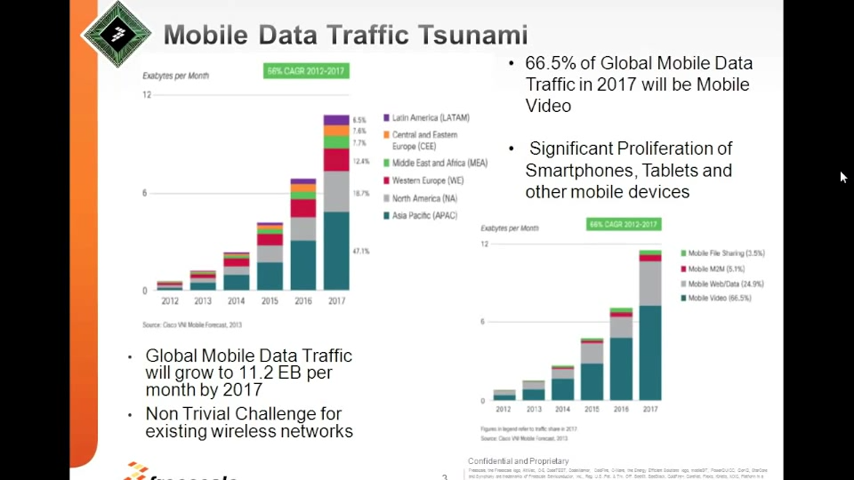 Mobile Data Traffic Tsunami
Exabytes per Month
12
6
0
2012 2013 2014 2015 2016 2017
6.5%
7.6%
7.7%
12.4%
18.7%
47.1%
Latin America (LATAM)
Central and Eastern
Europe (CEE)
Middle East and Africa (MEA)
Western Europe (WE)
North America (NA)
Asia Pacific (APAC)
Source: Cisco VNI Mobile Forecast, 2013
• Global Mobile Data Traffic
will grow to 11.2 EB per
month by 2017
• Non Trivial Challenge for
existing wireless networks
• 66.5% of Global Mobile Data
Traffic in 2017 will be Mobile
Video
• Significant Proliferation of
Smartphones, Tablets and
other mobile devices
Exabytes per Month
66% CAGR 2012-2017
12
6
0
2012 2013 2014 2015 2016 2017
Mobile File Sharing (3.5%)
Mobile M2M (5.1%)
Mobile Web/Data (24.9%)
Mobile Video (66.5%)
Figures in legend refer to traffic share in 2017
Source: Cisco VNI Mobile Forecast, 2013
3
Confidential and Proprietary